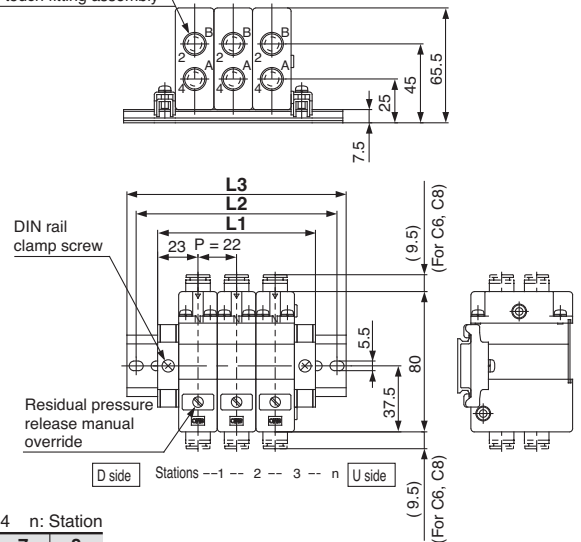 touch fitting assembly
B
B
B
2
2
2
A
A
A
4
4
4
7.5
25
45
65.5
L3
L2
L1
23 P = 22
DIN rail
clamp screw
N
N
N
(9.5)
(For C6, C8)
5.5
80
37.5
Residual pressure
release manual
override
D side Stations --1 -- 2 -- 3 -- n U side
(9.5)
(For C6, C8)
4 n: Station